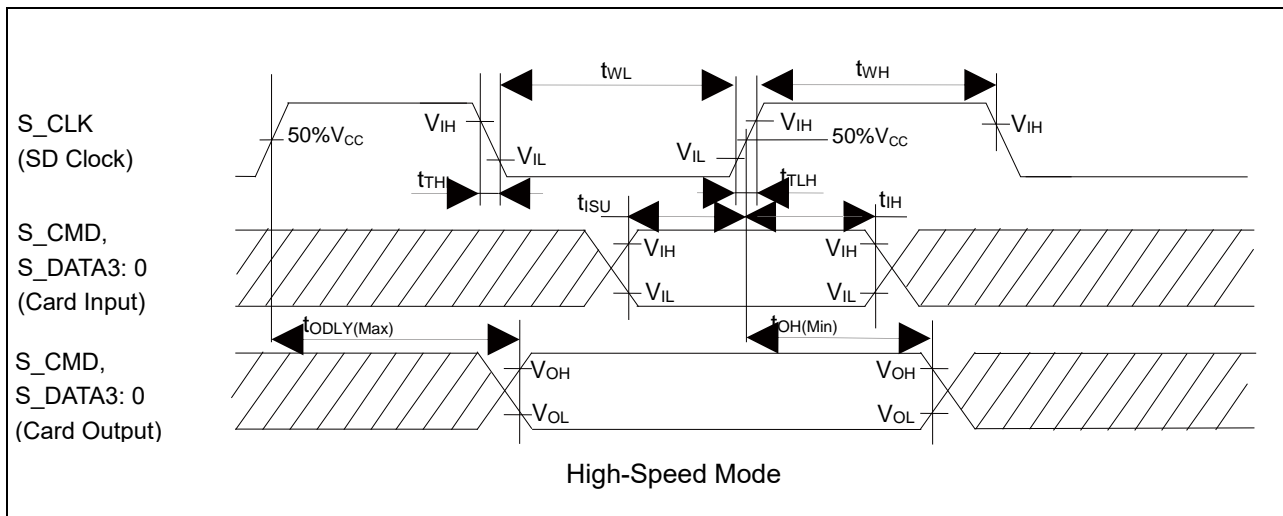 tWL
tWH
S_CLK
(SD Clock)
50%VCC
VIH
VIL
VIL
VIH
50%VCC
VIH
tTH
tTLH
tISU
tIH
S_CMD,
S_DATA3: 0
(Card Input)
VIH
VIL
VIH
VIL
tODLY(Max)
tOH(Min)
S_CMD,
S_DATA3: 0
(Card Output)
VOH
VOL
VOH
VOL
High-Speed Mode